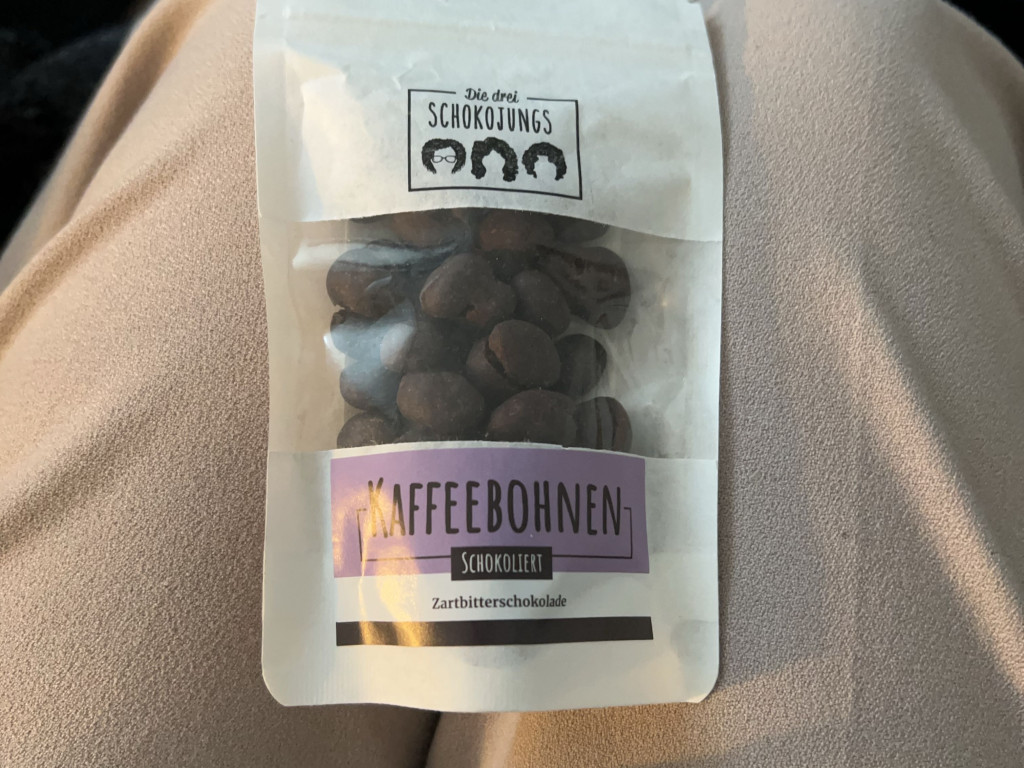 Die drei
SCHOKOJUNGS
KAFFEEBOHNEN
SCHOKOLIERT
Zartbitterschokolade